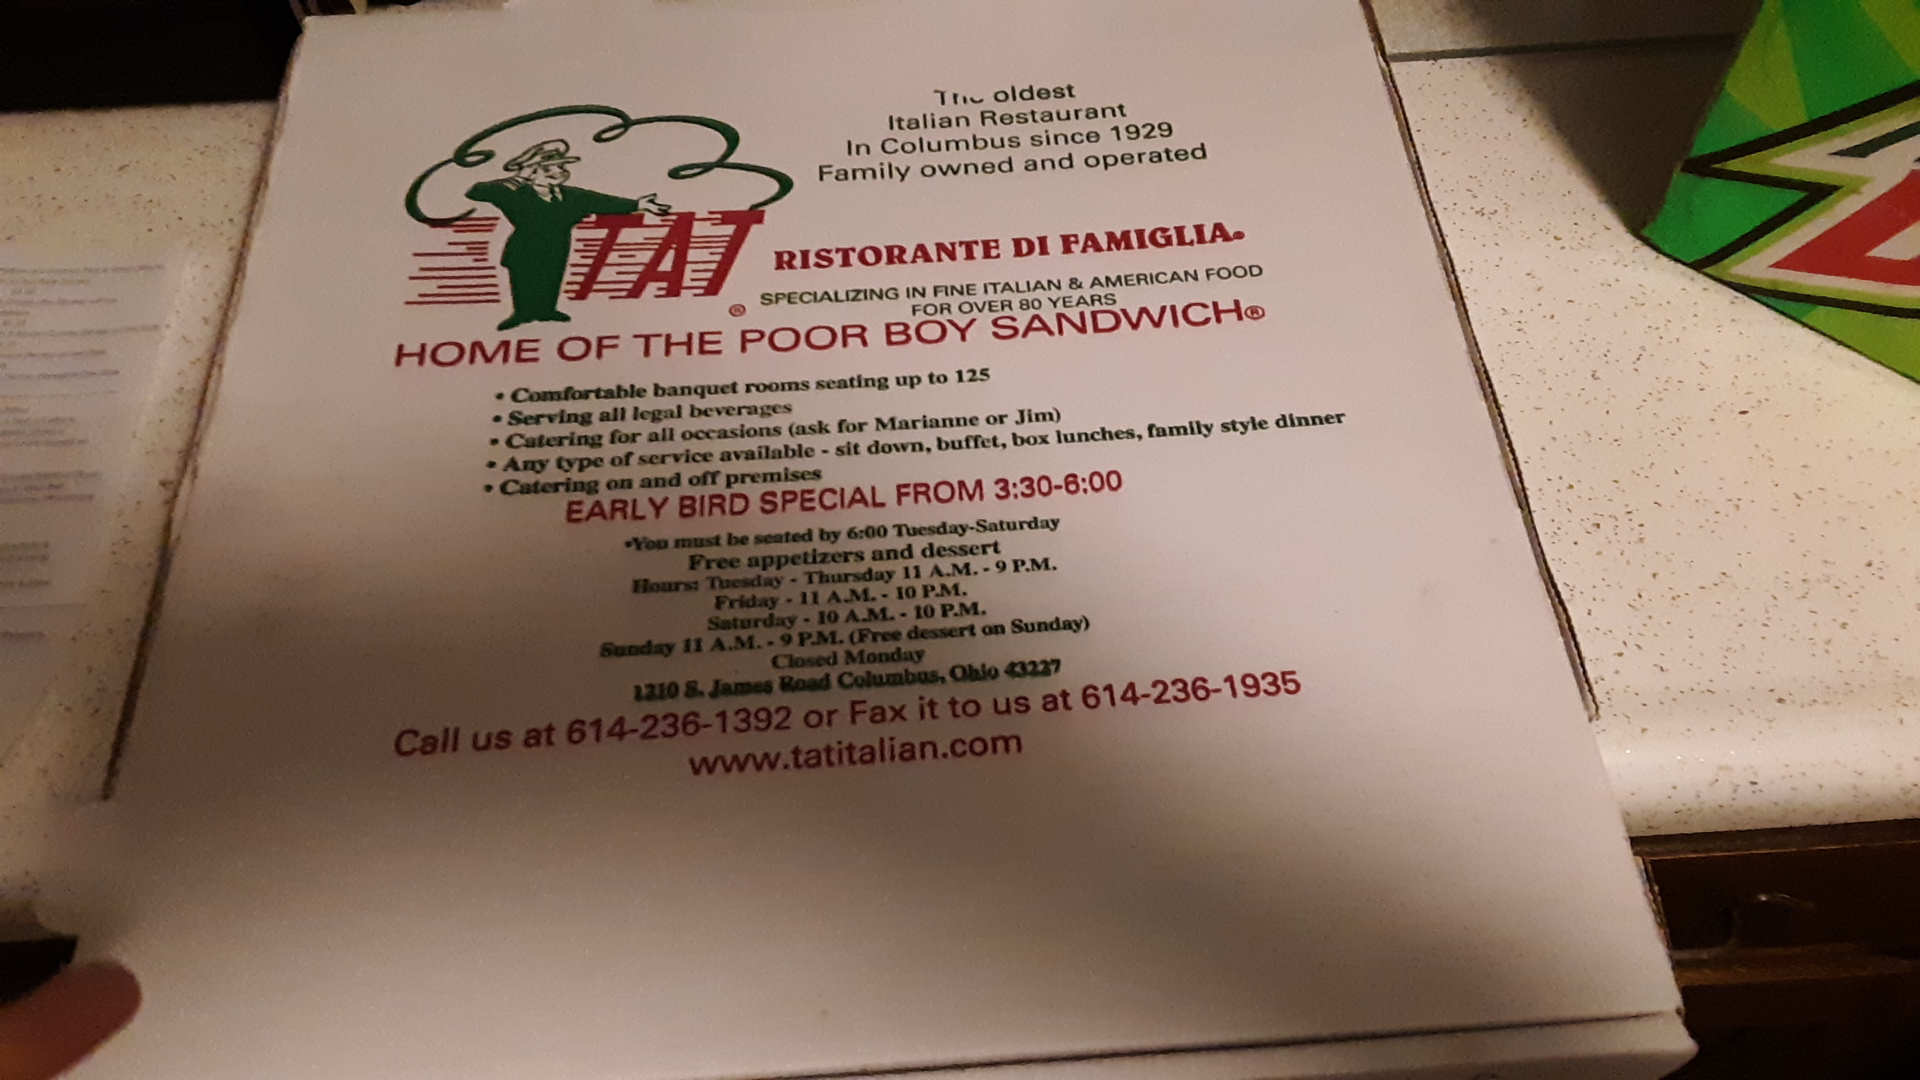 The oldest
Italian Restaurant
In Columbus since 1929
Family owned and operated
TAT
RISTORANTE DI FAMIGLIA®
® SPECIALIZING IN FINE ITALIAN & AMERICAN FOOD
FOR OVER 80 YEARS
HOME OF THE POOR BOY SANDWICH®
• Comfortable banquet rooms seating up to 125
• Serving all legal beverages
• Catering for all occasions (ask for Marianne or Jim)
• Any type of service available - sit down, buffet, box lunches, family style dinner
• Catering on and off premises
EARLY BIRD SPECIAL FROM 3:30-6:00
•You must be seated by 6:00 Tuesday-Saturday
Free appetizers and dessert
Hours: Tuesday - Thursday 11 A.M. - 9 P.M.
Friday - 11 A.M. - 10 P.M.
Saturday - 10 A.M. - 10 P.M.
Sunday 11 A.M. - 9 P.M. (Free dessert on Sunday)
Closed Monday
1210 S. James Road Columbus, Ohio 43227
Call us at 614-236-1392 or Fax it to us at 614-236-1935
www.tatitalian.com